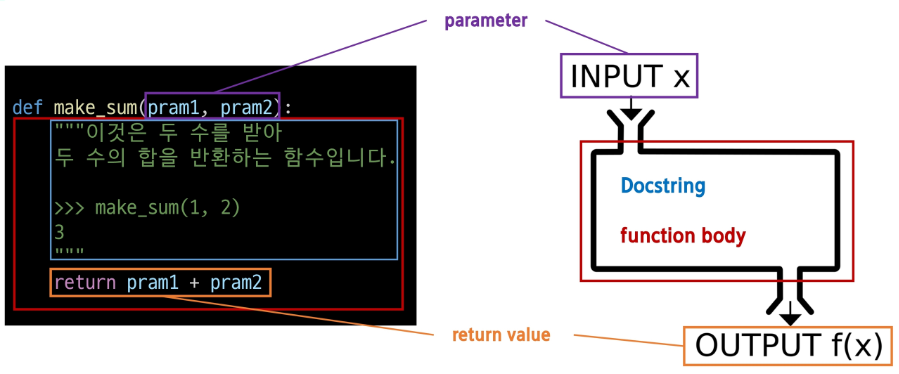 parameter
def make_sum(pram1, pram2):
"""이것은 두 수를 받아
두 수의 합을 반환하는 함수입니다.
>>> make_sum(1, 2)
3
"""
return pram1 + pram2
return value
INPUT x
Docstring
function body
OUTPUT f(x)